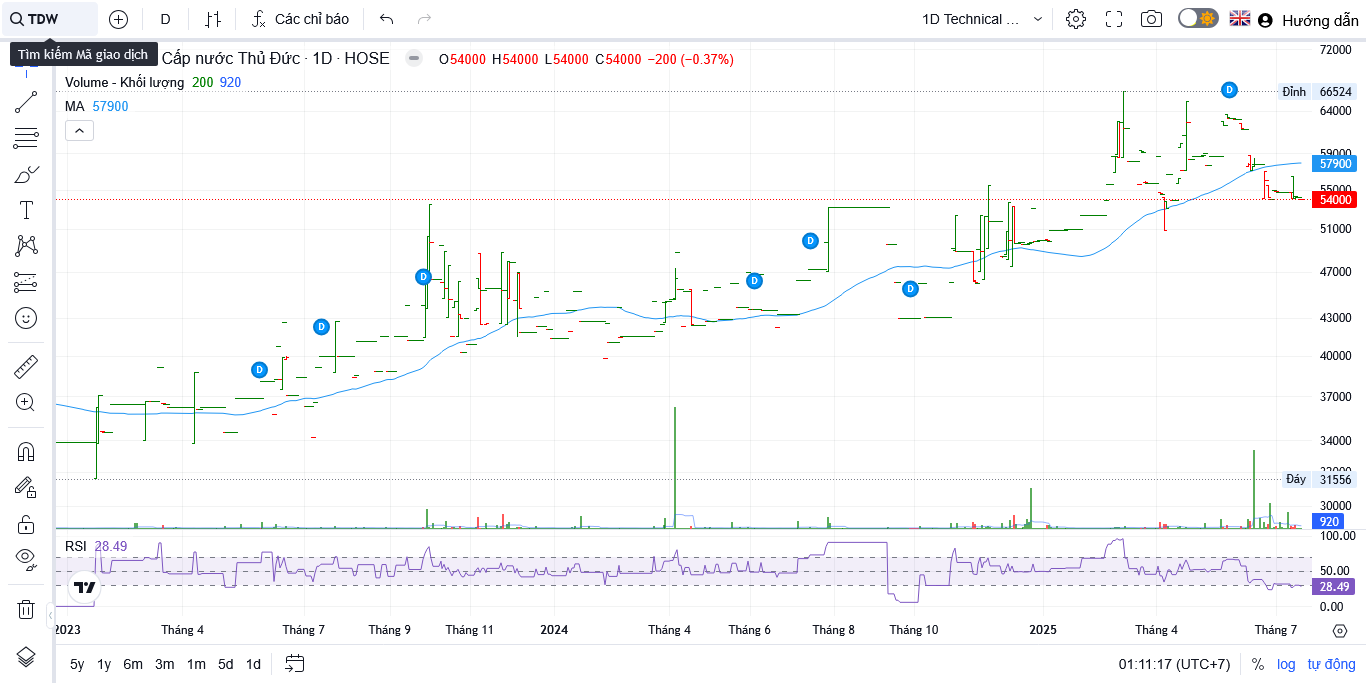 TDW D Các chỉ báo 1D Technical ... Hướng dẫn
Tìm kiếm Mã giao dịch
Cấp nước Thủ Đức · 1D · HOSE O54000 H54000 L54000 C54000 −200 (−0.37%)
Volume - Khối lượng 200 920
MA 57900
72000
Đỉnh 66524
64000
59000
57900
55000
54000
51000
47000
43000
40000
37000
34000
32000
Đáy 31556
30000
920
D
D
D
D
D
D
D
RSI 28.49
100.00
50.00
28.49
0.00
2023 Tháng 4 Tháng 7 Tháng 9 Tháng 11 2024 Tháng 4 Tháng 6 Tháng 8 Tháng 10 2025 Tháng 4 Tháng 7
5y 1y 6m 3m 1m 5d 1d 01:11:17 (UTC+7) % log tự động